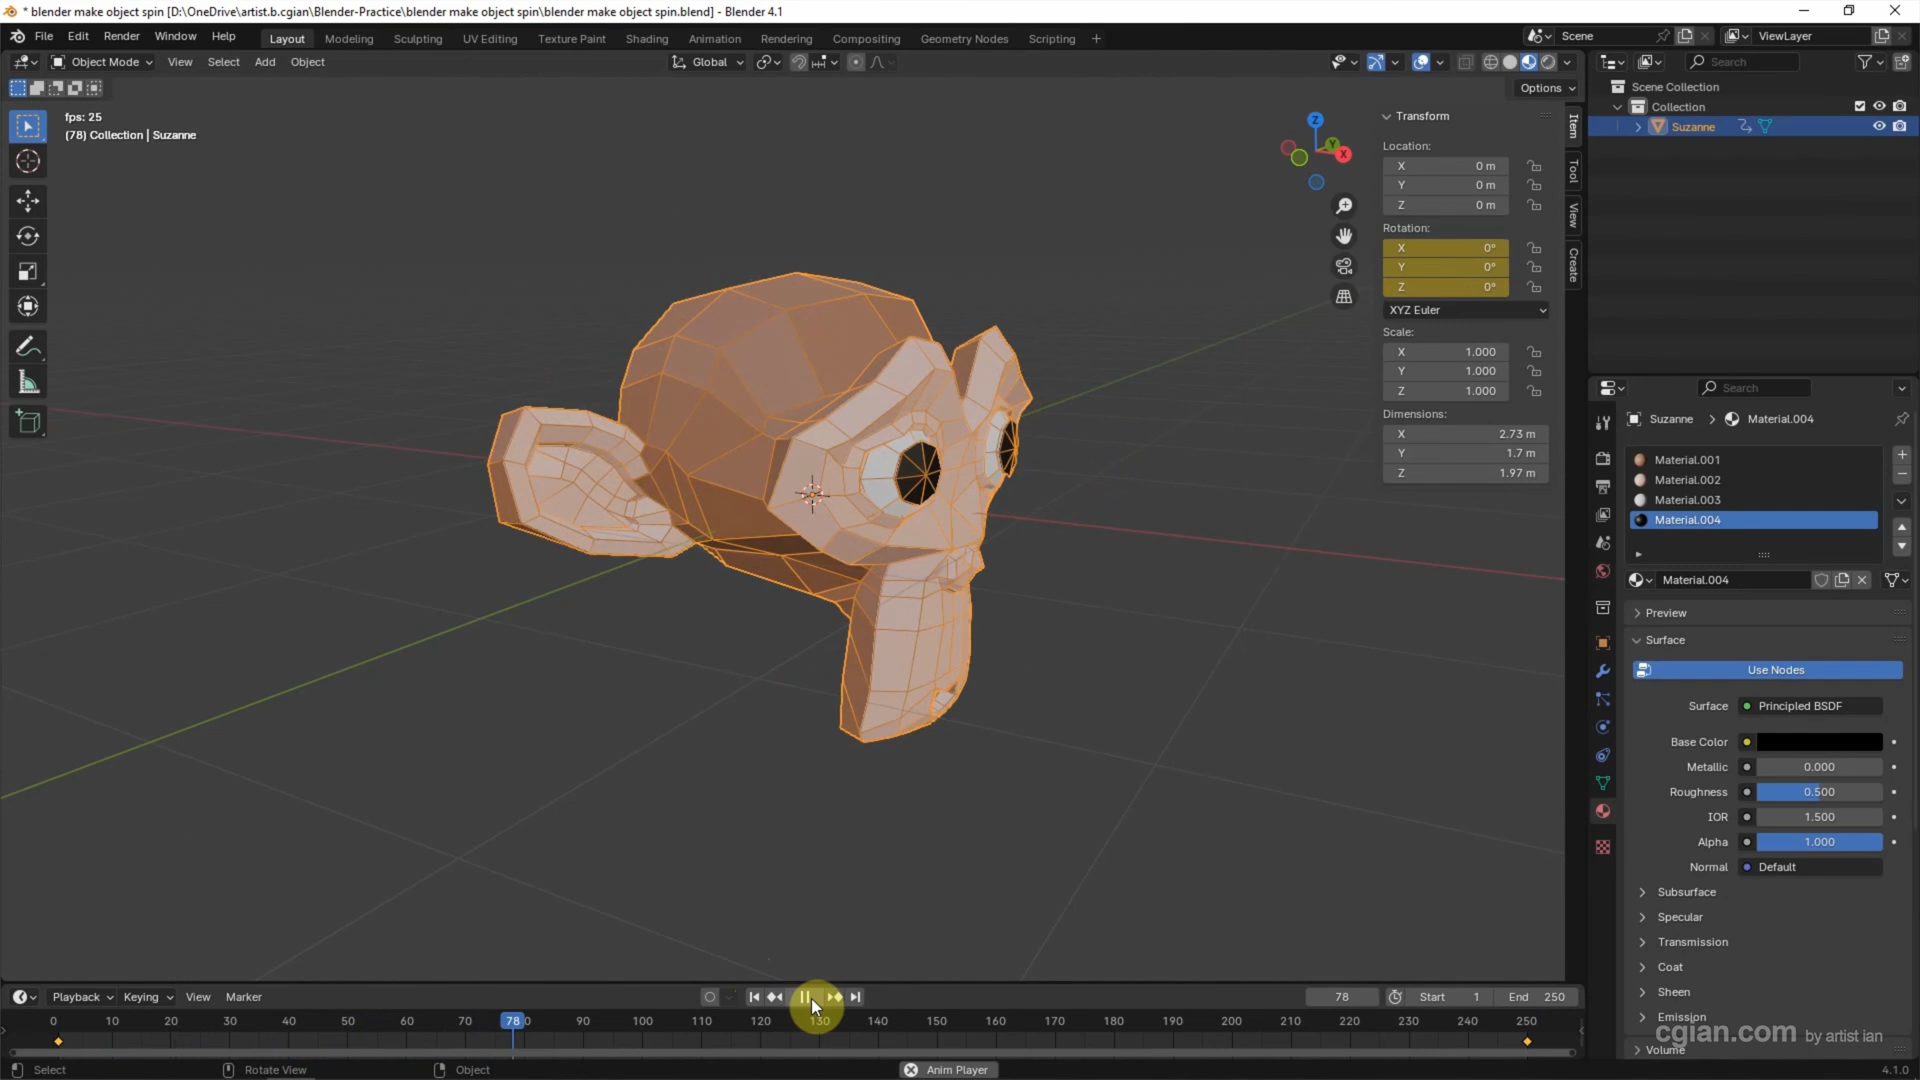 * blender make object spin [D:\OneDrive\artist.b.cgian\Blender-Practice\blender make object spin\blender make object spin.blend] - Blender 4.1
File Edit Render Window Help Layout Modeling Sculpting UV Editing Texture Paint Shading Animation Rendering Compositing Geometry Nodes Scripting + Scene ViewLayer
Object Mode View Select Add Object Global Search
Options
fps: 25
(78) Collection | Suzanne
Z
Y
X
Transform
Location:
X 0 m
Y 0 m
Z 0 m
Rotation:
X 0°
Y 0°
Z 0°
XYZ Euler
Scale:
X 1.000
Y 1.000
Z 1.000
Dimensions:
X 2.73 m
Y 1.7 m
Z 1.97 m
Item
Tool
View
Create
Scene Collection
Collection
Suzanne
Search
Suzanne > Material.004
Material.001
Material.002
Material.003
Material.004
Material.004
Preview
Surface
Use Nodes
Surface Principled BSDF
Base Color
Metallic 0.000
Roughness 0.500
IOR 1.500
Alpha 1.000
Normal Default
Subsurface
Specular
Transmission
Coat
Sheen
Emission
Volume
cgian.com by artist ian
Playback Keying View Marker 78 Start 1 End 250
0 10 20 30 40 50 60 70 78 0 90 100 110 120 130 140 150 160 170 180 190 200 210 220 230 240 250
Select Rotate View Object Anim Player 4.1.0